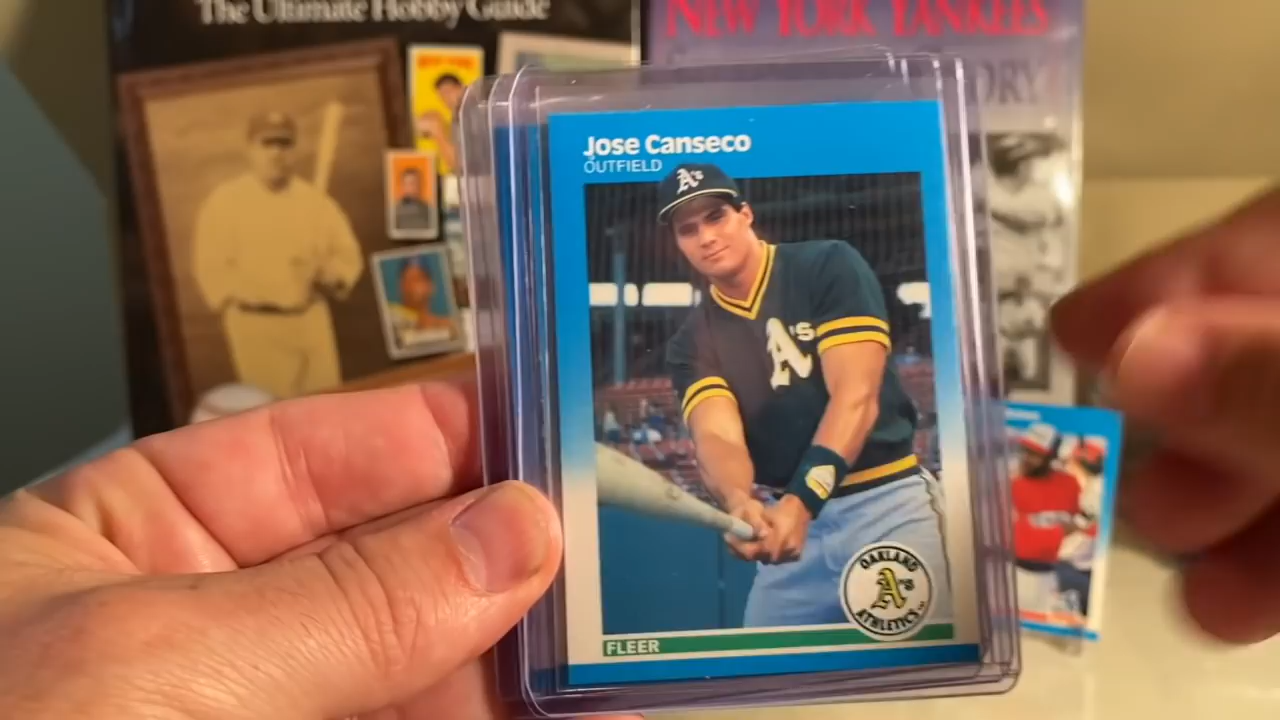 The Ultimate Hobby Guide
NEW YORK YANKEES
ORY
Jose Canseco
OUTFIELD
A's
A's
OAKLAND
A's
ATHLETICS
FLEER